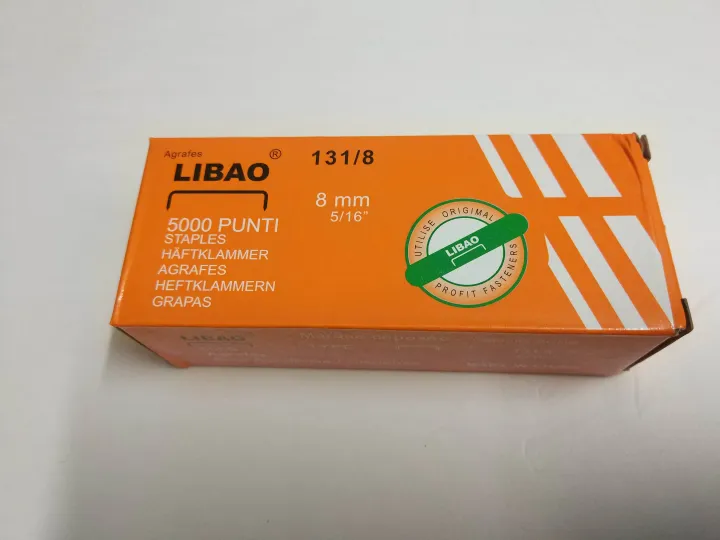 Agrafes
LIBAO ®
131/8
8 mm
5/16"
5000 PUNTI
STAPLES
HÄFTKLAMMER
AGRAFES
HEFTKLAMMERN
GRAPAS
UTILISE ORIGINAL
LIBAO
PROFIT FASTENERS
LIBAO